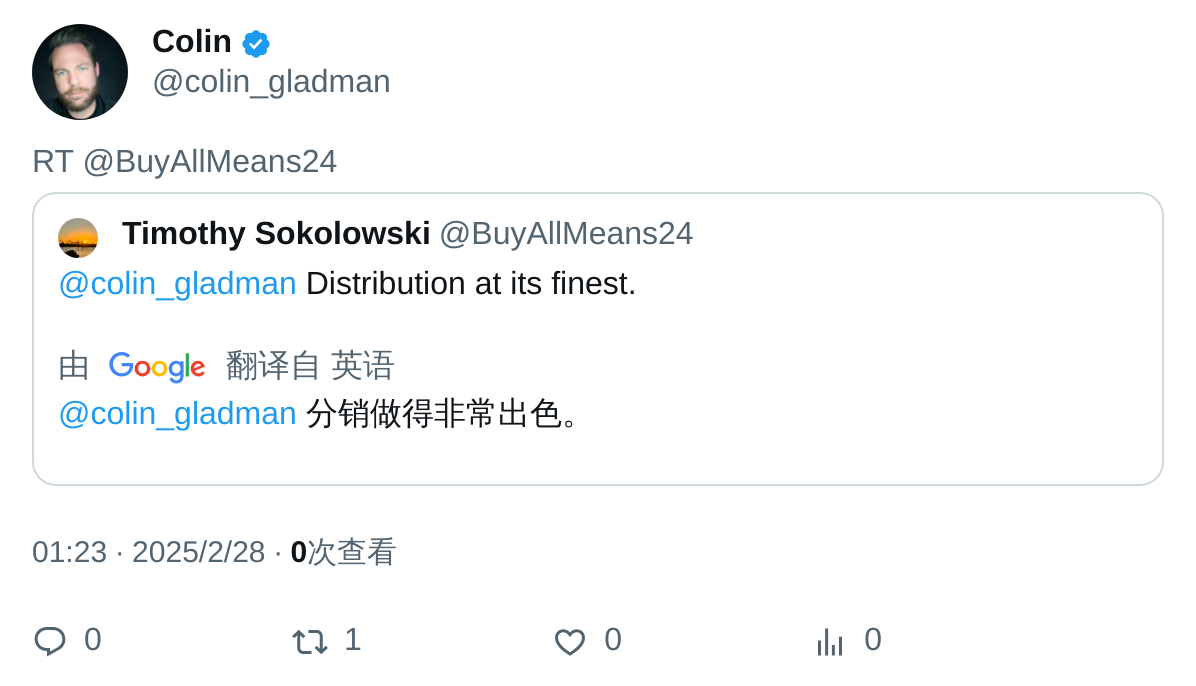 Colin
@colin_gladman
RT @BuyAllMeans24
Timothy Sokolowski @BuyAllMeans24
@colin_gladman Distribution at its finest.
由 Google 翻译自 英语
@colin_gladman 分销做得非常出色。
01:23 · 2025/2/28 · 0次查看
0 1 0 0